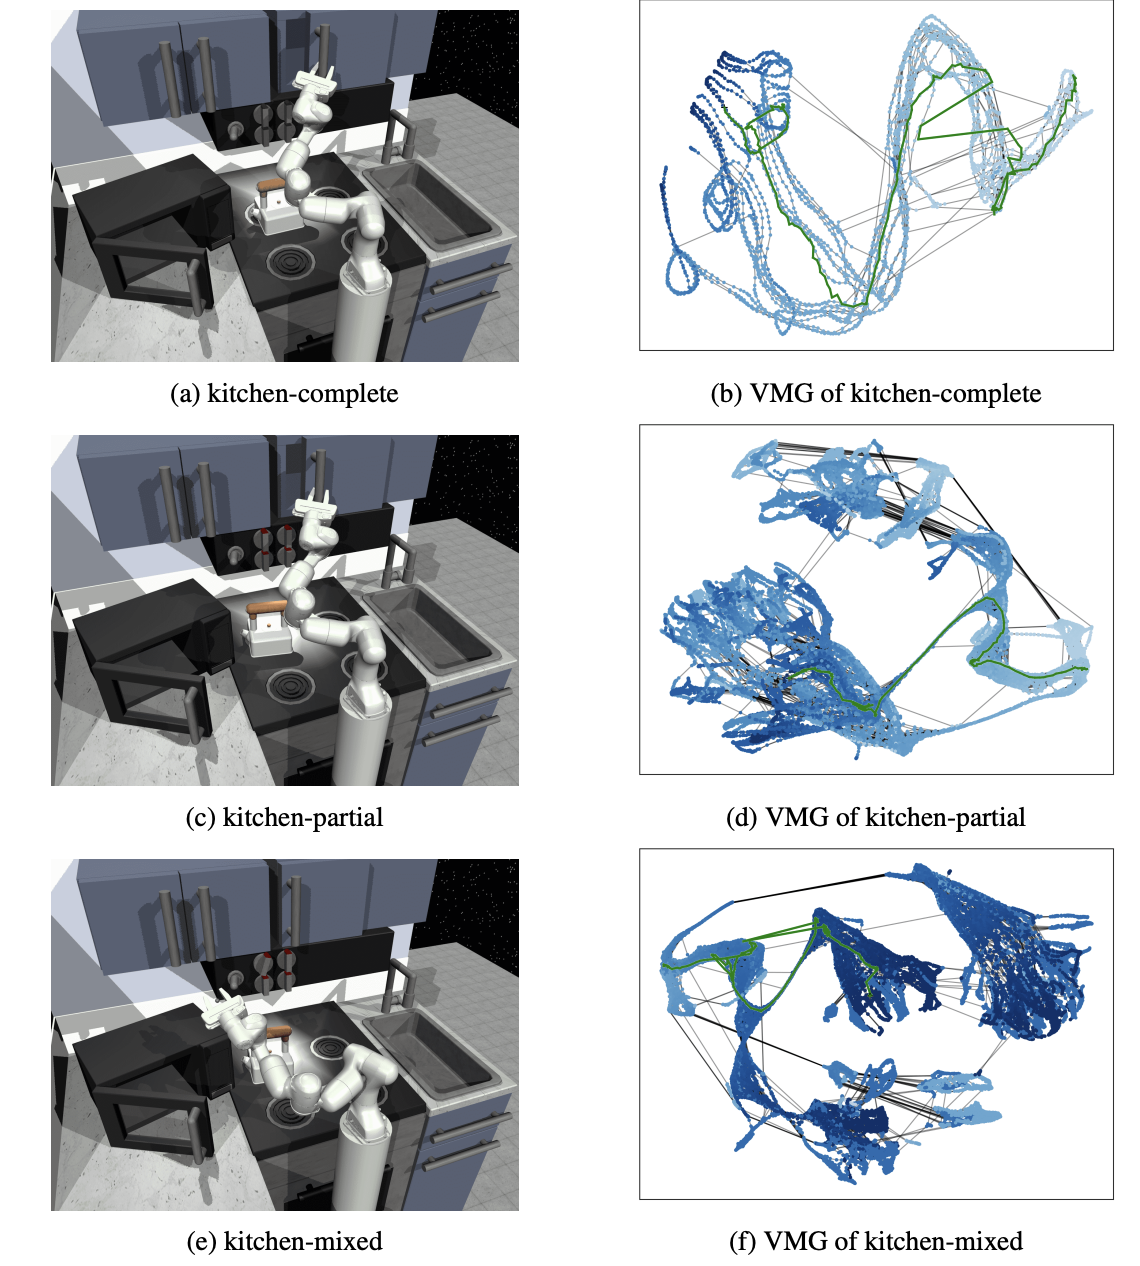 (a) kitchen-complete
(b) VMG of kitchen-complete
(c) kitchen-partial
(d) VMG of kitchen-partial
(e) kitchen-mixed
(f) VMG of kitchen-mixed